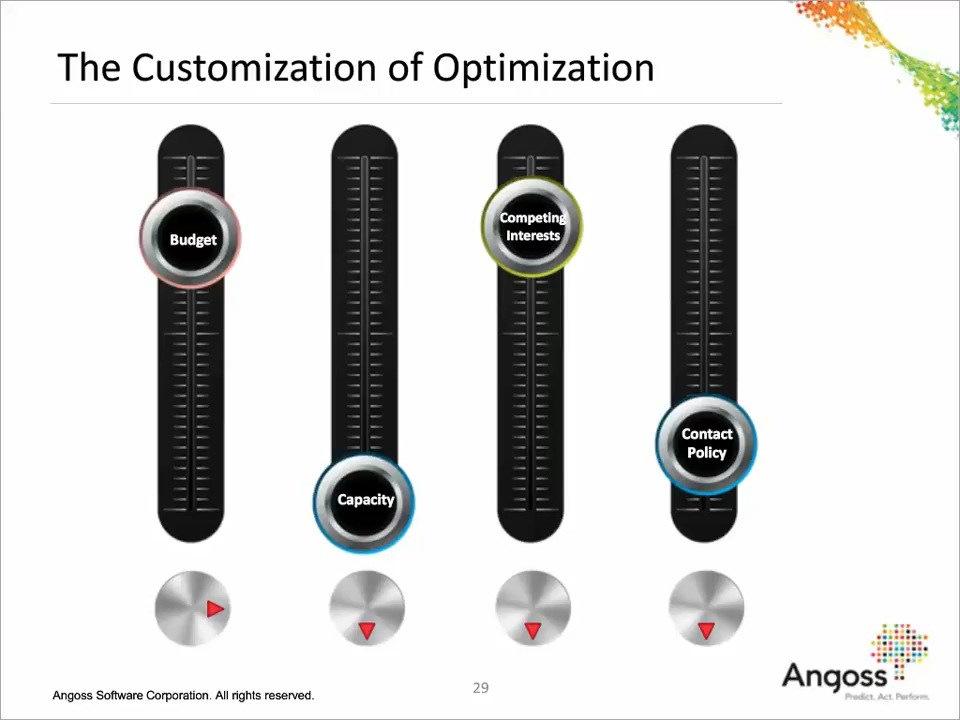 The Customization of Optimization
Budget
Competing
Interests
Contact
Policy
Capacity
Angoss
Predict. Act. Perform.
Angoss Software Corporation. All rights reserved.
29